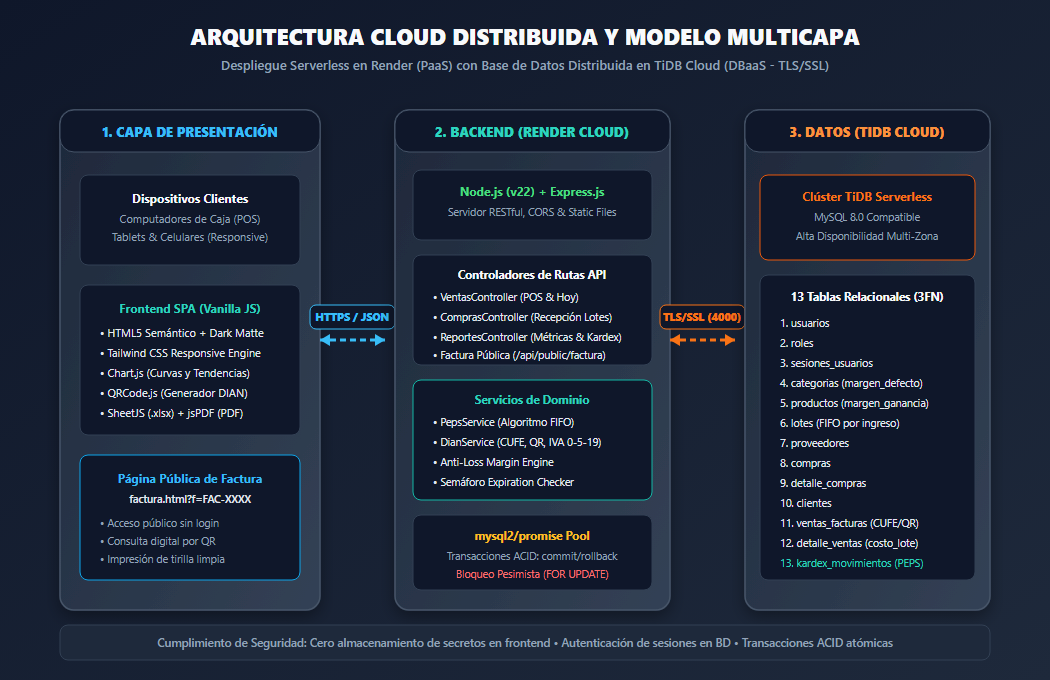 ARQUITECTURA CLOUD DISTRIBUIDA Y MODELO MULTICAPA
Despliegue Serverless en Render (PaaS) con Base de Datos Distribuida en TiDB Cloud (DBaaS - TLS/SSL)
1. CAPA DE PRESENTACIÓN
Dispositivos Clientes
Computadores de Caja (POS)
Tablets & Celulares (Responsive)
Frontend SPA (Vanilla JS)
• HTML5 Semántico + Dark Matte
• Tailwind CSS Responsive Engine
• Chart.js (Curvas y Tendencias)
• QRCode.js (Generador DIAN)
• SheetJS (.xlsx) + jsPDF (PDF)
Página Pública de Factura
factura.html?f=FAC-XXXX
• Acceso público sin login
• Consulta digital por QR
• Impresión de tirilla limpia
HTTPS / JSON
2. BACKEND (RENDER CLOUD)
Node.js (v22) + Express.js
Servidor RESTful, CORS & Static Files
Controladores de Rutas API
• VentasController (POS & Hoy)
• ComprasController (Recepción Lotes)
• ReportesController (Métricas & Kardex)
• Factura Pública (/api/public/factura)
Servicios de Dominio
• PepsService (Algoritmo FIFO)
• DianService (CUFE, QR, IVA 0-5-19)
• Anti-Loss Margin Engine
• Semáforo Expiration Checker
mysql2/promise Pool
Transacciones ACID: commit/rollback
Bloqueo Pesimista (FOR UPDATE)
TLS/SSL (4000)
3. DATOS (TIDB CLOUD)
Clúster TiDB Serverless
MySQL 8.0 Compatible
Alta Disponibilidad Multi-Zona
13 Tablas Relacionales (3FN)
1. usuarios
2. roles
3. sesiones_usuarios
4. categorias (margen_defecto)
5. productos (margen_ganancia)
6. lotes (FIFO por ingreso)
7. proveedores
8. compras
9. detalle_compras
10. clientes
11. ventas_facturas (CUFE/QR)
12. detalle_ventas (costo_lote)
13. kardex_movimientos (PEPS)
Cumplimiento de Seguridad: Cero almacenamiento de secretos en frontend • Autenticación de sesiones en BD • Transacciones ACID atómicas